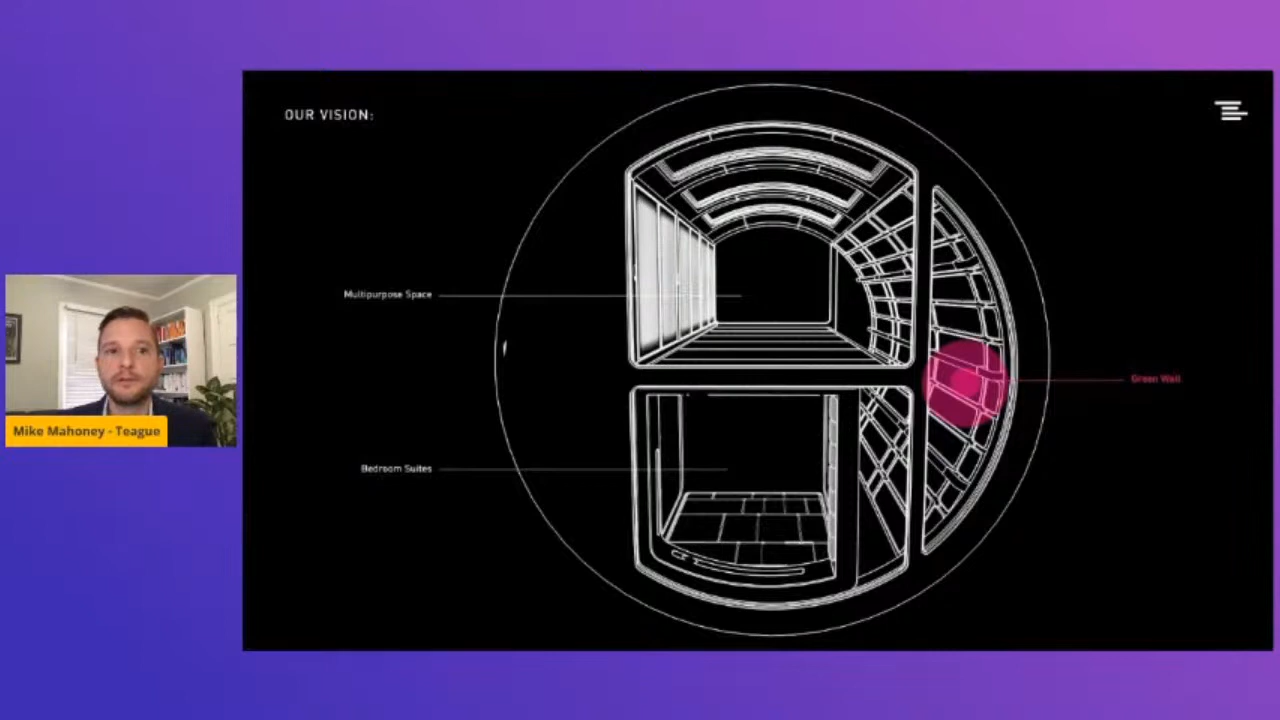 OUR VISION:
Multipurpose Space
Green Wall
Bedroom Suites
Mike Mahoney - Teague